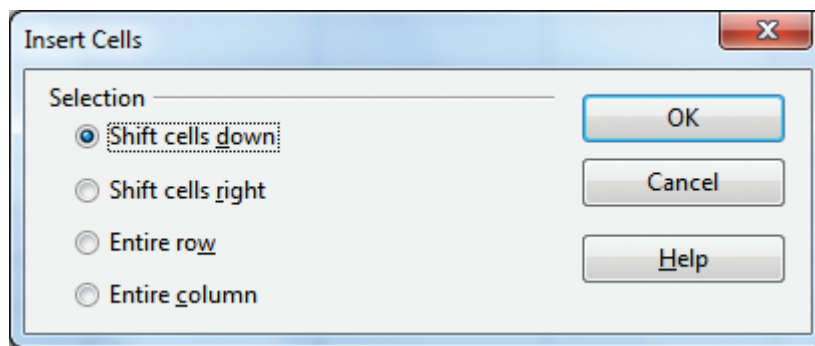 Insert Cells
Selection
Shift cells down
Shift cells right
Entire row
Entire column
OK
Cancel
Help